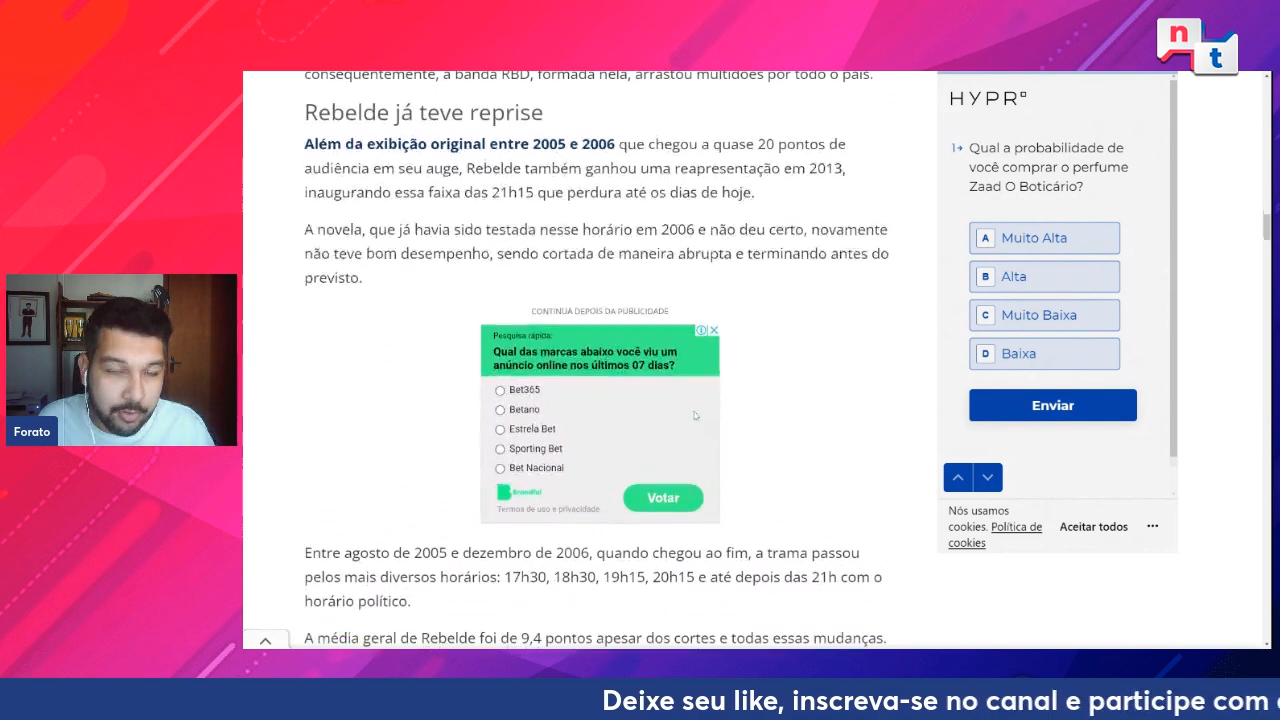 n
t
consequentemente, a banda RBD, formada nela, arrastou multidões por todo o país.
Rebelde já teve reprise
Além da exibição original entre 2005 e 2006 que chegou a quase 20 pontos de
audiência em seu auge, Rebelde também ganhou uma reapresentação em 2013,
inaugurando essa faixa das 21h15 que perdura até os dias de hoje.
A novela, que já havia sido testada nesse horário em 2006 e não deu certo, novamente
não teve bom desempenho, sendo cortada de maneira abrupta e terminando antes do
previsto.
CONTINUA DEPOIS DA PUBLICIDADE
Pesquisa rápida:
Qual das marcas abaixo você viu um
anúncio online nos últimos 07 dias?
Bet365
Betano
Estrela Bet
Sporting Bet
Bet Nacional
Brandful
Votar
Termos de uso e privacidade
Entre agosto de 2005 e dezembro de 2006, quando chegou ao fim, a trama passou
pelos mais diversos horários: 17h30, 18h30, 19h15, 20h15 e até depois das 21h com o
horário político.
A média geral de Rebelde foi de 9,4 pontos apesar dos cortes e todas essas mudanças.
HYPR
1 Qual a probabilidade de
você comprar o perfume
Zaad O Boticário?
A Muito Alta
B Alta
C Muito Baixa
D Baixa
Enviar
Nós usamos
cookies. Política de
cookies
Aceitar todos ...
Forato
Deixe seu like, inscreva-se no canal e participe com